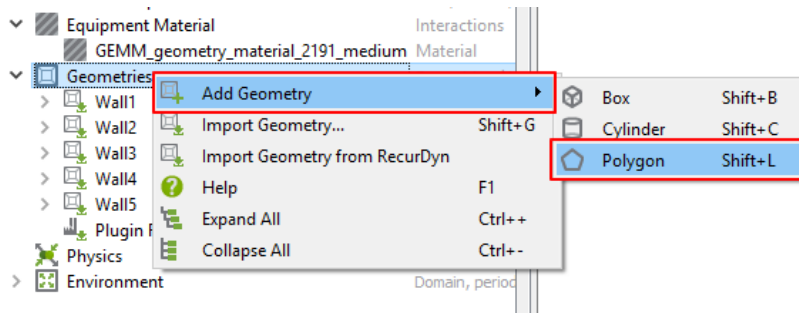 Equipment Material Interactions
GEMM_geometry_material_2191_medium Material
Geometries
Wall1
Wall2
Wall3
Wall4
Wall5
Plugin
Physics
Environment Domain, period
Add Geometry
Import Geometry... Shift+G
Import Geometry from RecurDyn
Help F1
Expand All Ctrl++
Collapse All Ctrl+-
Box Shift+B
Cylinder Shift+C
Polygon Shift+L